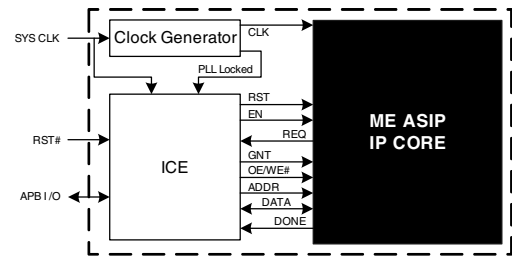 SYS CLK
Clock Generator
CLK
PLL Locked
RST
EN
REQ
RST#
ICE
GNT
OE/WE#
ADDR
APB I/O
DATA
DONE
ME ASIP
IP CORE